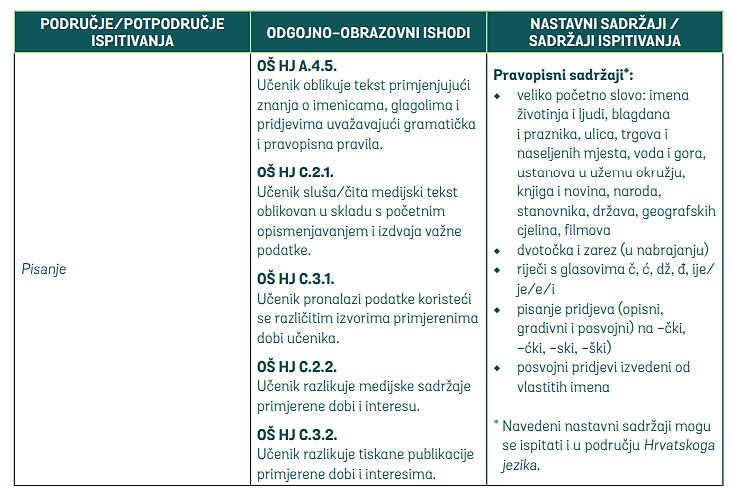 PODRUČJE/POTPODRUČJE
ISPITIVANJA
ODGOJNO–OBRAZOVNI ISHODI
NASTAVNI SADRŽAJI /
SADRŽAJI ISPITIVANJA
Pisanje
OŠ HJ A.4.5.
Učenik oblikuje tekst primjenjujući
znanja o imenicama, glagolima i
pridjevima uvažavajući gramatička
i pravopisna pravila.
OŠ HJ C.2.1.
Učenik sluša/čita medijski tekst
oblikovan u skladu s početnim
opismenjavanjem i izdvaja važne
podatke.
OŠ HJ C.3.1.
Učenik pronalazi podatke koristeći
se različitim izvorima primjerenima
dobi učenika.
OŠ HJ C.2.2.
Učenik razlikuje medijske sadržaje
primjerene dobi i interesu.
OŠ HJ C.3.2.
Učenik razlikuje tiskane publikacije
primjerene dobi i interesima.
Pravopisni sadržaji*:
◆ veliko početno slovo: imena
životinja i ljudi, blagdana
i praznika, ulica, trgova i
naseljenih mjesta, voda i gora,
ustanova u užemu okružju,
knjiga i novina, naroda,
stanovnika, država, geografskih
cjelina, filmova
◆ dvotočka i zarez (u nabrajanju)
◆ riječi s glasovima č, ć, dž, đ, ije/
je/e/i
◆ pisanje pridjeva (opisni,
gradivni i posvojni) na –čki,
–ćki, –ski, –ški)
◆ posvojni pridjevi izvedeni od
vlastitih imena
* Navedeni nastavni sadržaji mogu
se ispitati i u području Hrvatskoga
jezika.